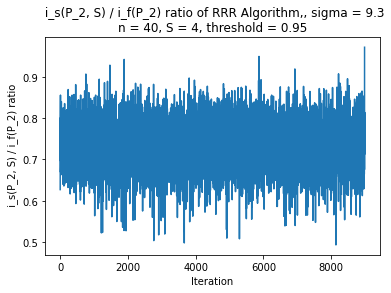 i_s(P_2, S) / i_f(P_2) ratio of RRR Algorithm,, sigma = 9.3
n = 40, S = 4, threshold = 0.95
i_s(P_2, S) / i_f(P_2) ratio
0.9
0.8
0.7
0.6
0.5
0
2000
4000
6000
8000
Iteration